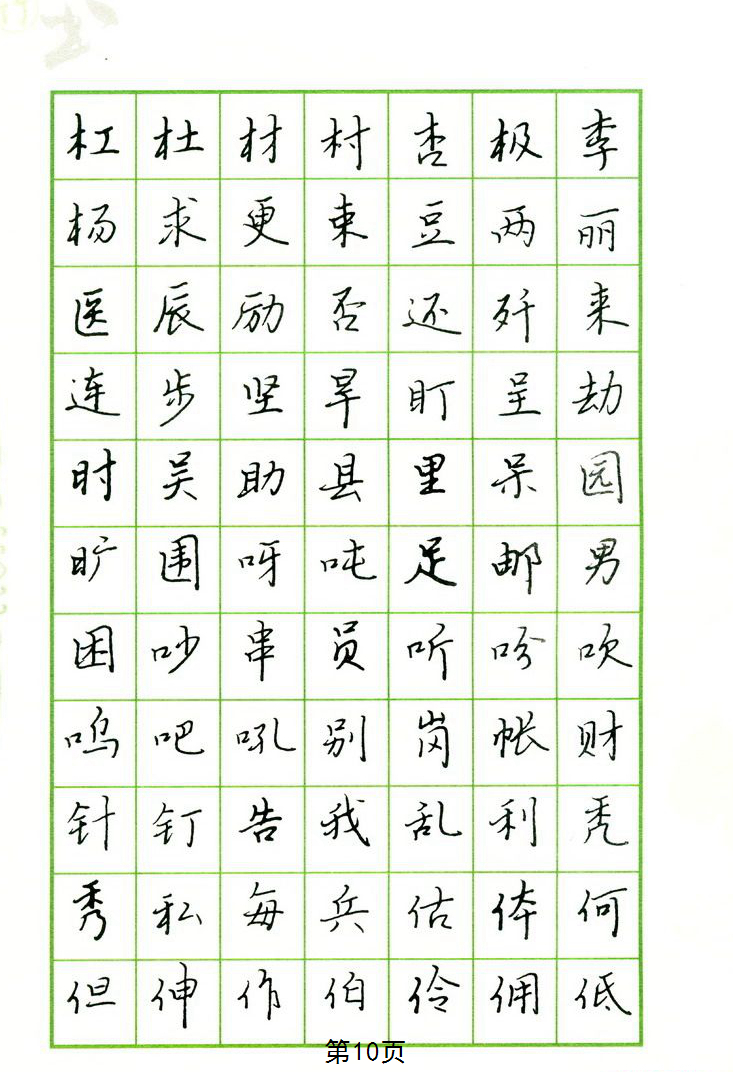 杠杜材村杏极李
杨求更束豆两丽
医辰励否还歼来
连步坚旱盯呈劫
时吴助县里呆园
旷围呀吨足邮男
困吵串员听吩吹
呜吧吼别岗帐财
针钉告我乱利秃
秀私每兵估体何
但伸作伯伶佣低
第10页